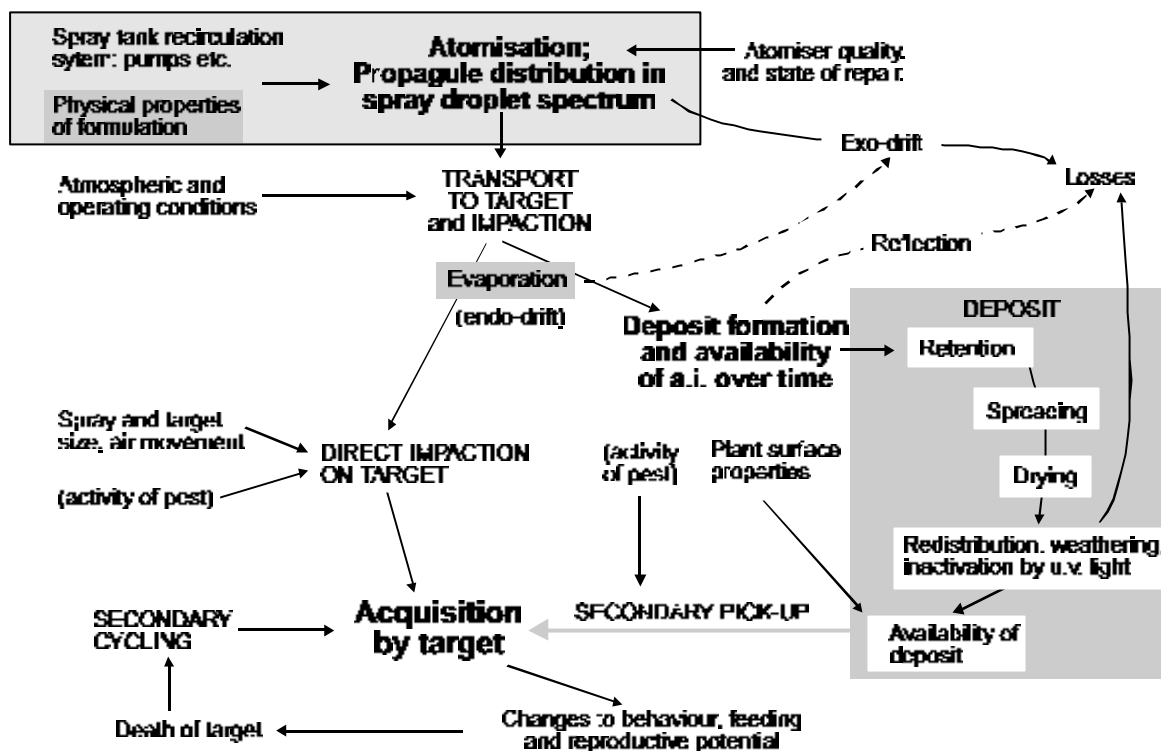 Spray tank recirculation
sytem: pumps etc.
Physical properties
of formulation
Atomisation;
Propagule distribution in
spray droplet spectrum
Atomiser quality.
and state of repair.
Exo-drift
Losses
Atmospheric and
operating conditions
TRANSPORT
TO TARGET
and IMPACTION
Reflection
Evaporation
(endo-drift)
Deposit formation
and availability
of a.i. over time
DEPOSIT
Retention
Spreading
Drying
Redistribution, weathering,
inactivation by u.v. light
Availability of
deposit
Spray and target
size, air movement
(activity of pest)
DIRECT IMPACTION
ON TARGET
(activity
of pest)
Plant surface
properties
SECONDARY PICK-UP
Acquisition
by target
SECONDARY
CYCLING
Death of target
Changes to behaviour, feeding
and reproductive potential